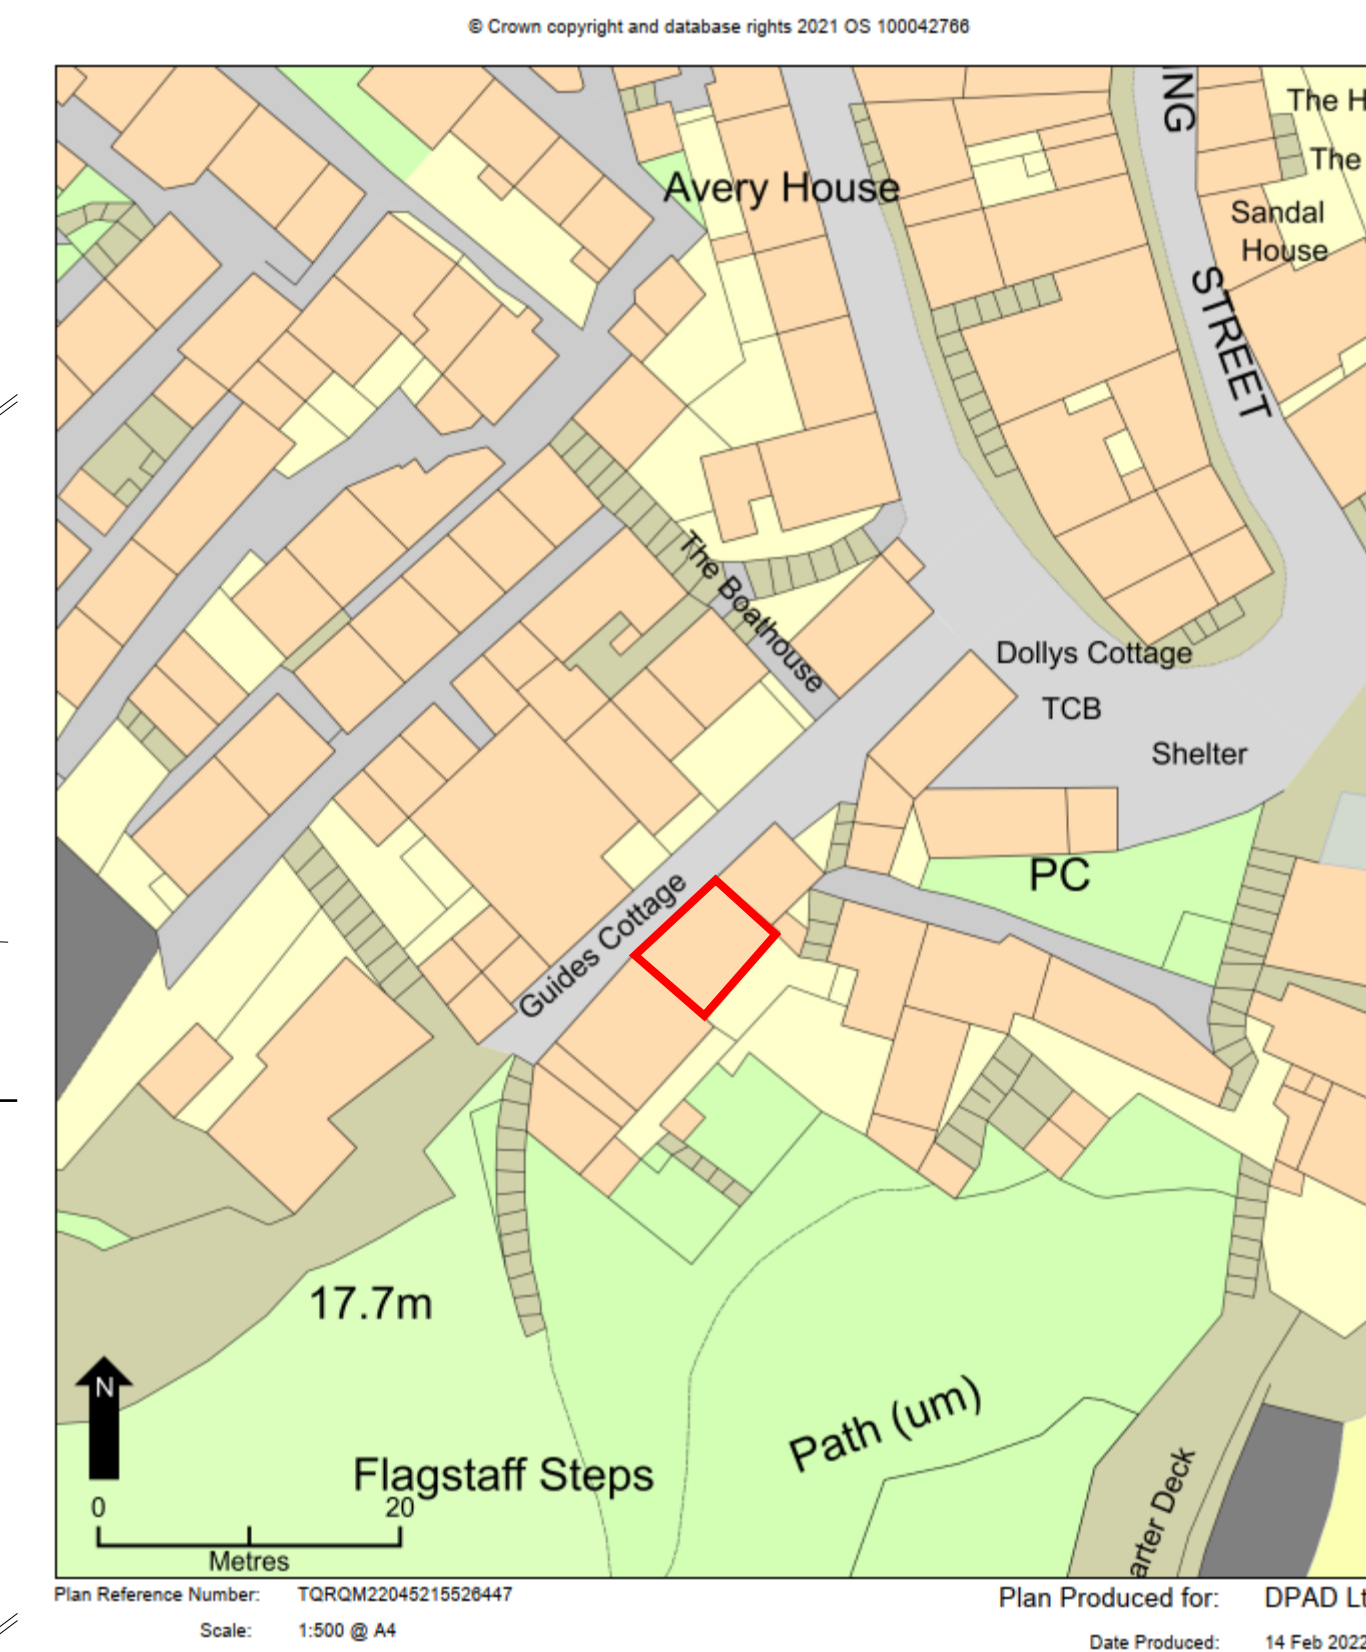 © Crown copyright and database rights 2021 OS 100042766
ING
The H
The
Avery House
Sandal
House
STREET
The Boathouse
Dollys Cottage
TCB
Shelter
PC
Guides Cottage
17.7m
Path (um)
N
Flagstaff Steps
arter Deck
0 20
Metres
Plan Reference Number: TQRQM22045215526447
Plan Produced for: DPAD Lt
Scale: 1:500 @ A4
Date Produced: 14 Feb 2022